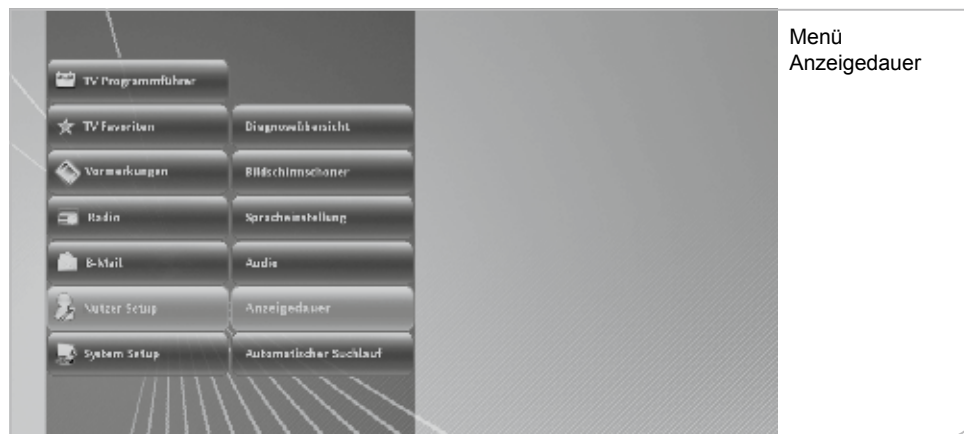 Menü
Anzeigedauer
TV Programmführer
TV Favoriten
Vormerkungen
Radio
B-Mail
Nutzer Setup
System Setup
Diagnoseübersicht
Bildschirmschoner
Spracheinstellung
Audio
Anzeigedauer
Automatischer Suchlauf